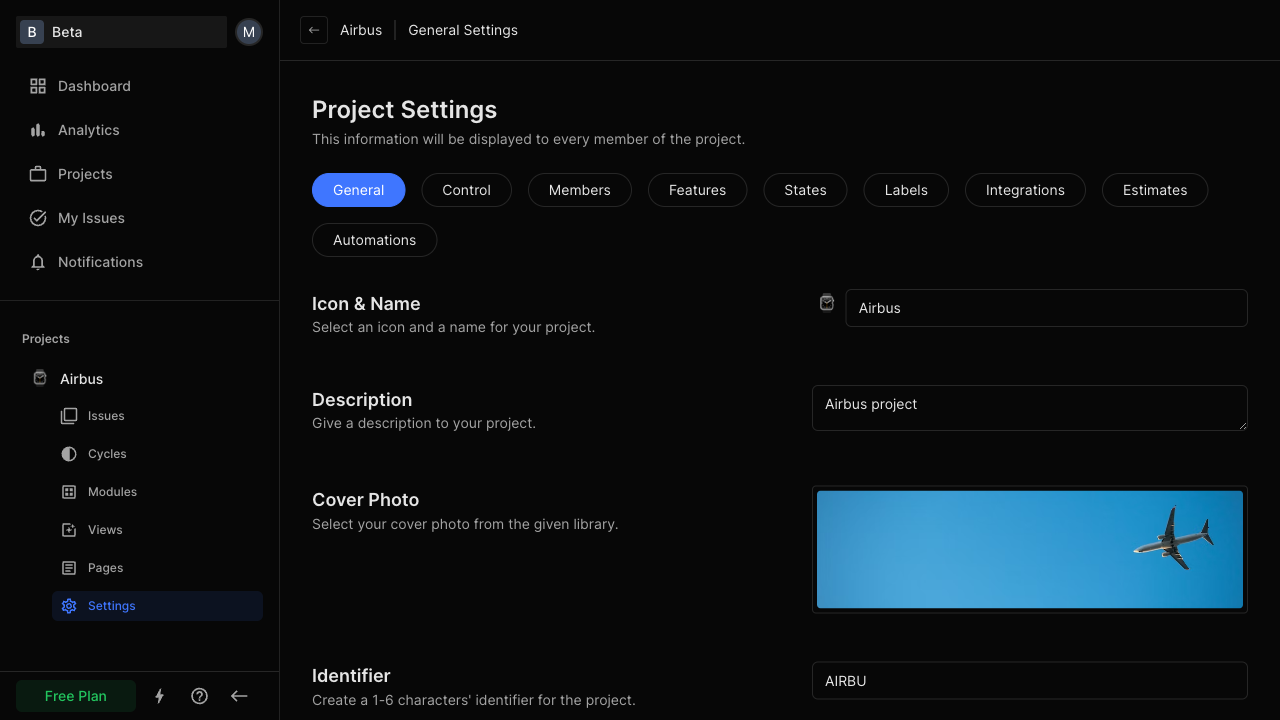 B Beta M
Dashboard
Analytics
Projects
My Issues
Notifications
Projects
Airbus
Issues
Cycles
Modules
Views
Pages
Settings
Free Plan
Airbus General Settings
Project Settings
This information will be displayed to every member of the project.
General Control Members Features States Labels Integrations Estimates
Automations
Icon & Name
Select an icon and a name for your project.
Airbus
Description
Give a description to your project.
Airbus project
Cover Photo
Select your cover photo from the given library.
Identifier
Create a 1-6 characters' identifier for the project.
AIRBU